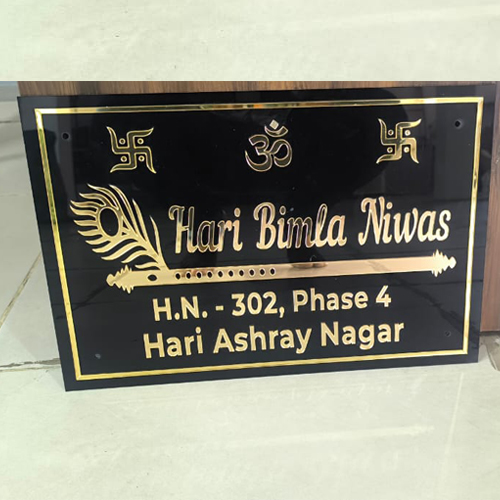 ॐ
Hari Bimla Niwas
H.N. - 302, Phase 4
Hari Ashray Nagar